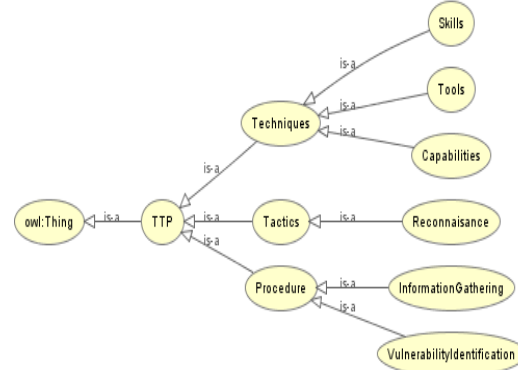 Skills
is-a
Tools
is-a
Techniques
is-a
Capabilities
is-a
owl:Thing
is-a
TTP
is-a
Tactics
is-a
Reconnaisance
is-a
Procedure
is-a
InformationGathering
is-a
VulnerabilityIdentification